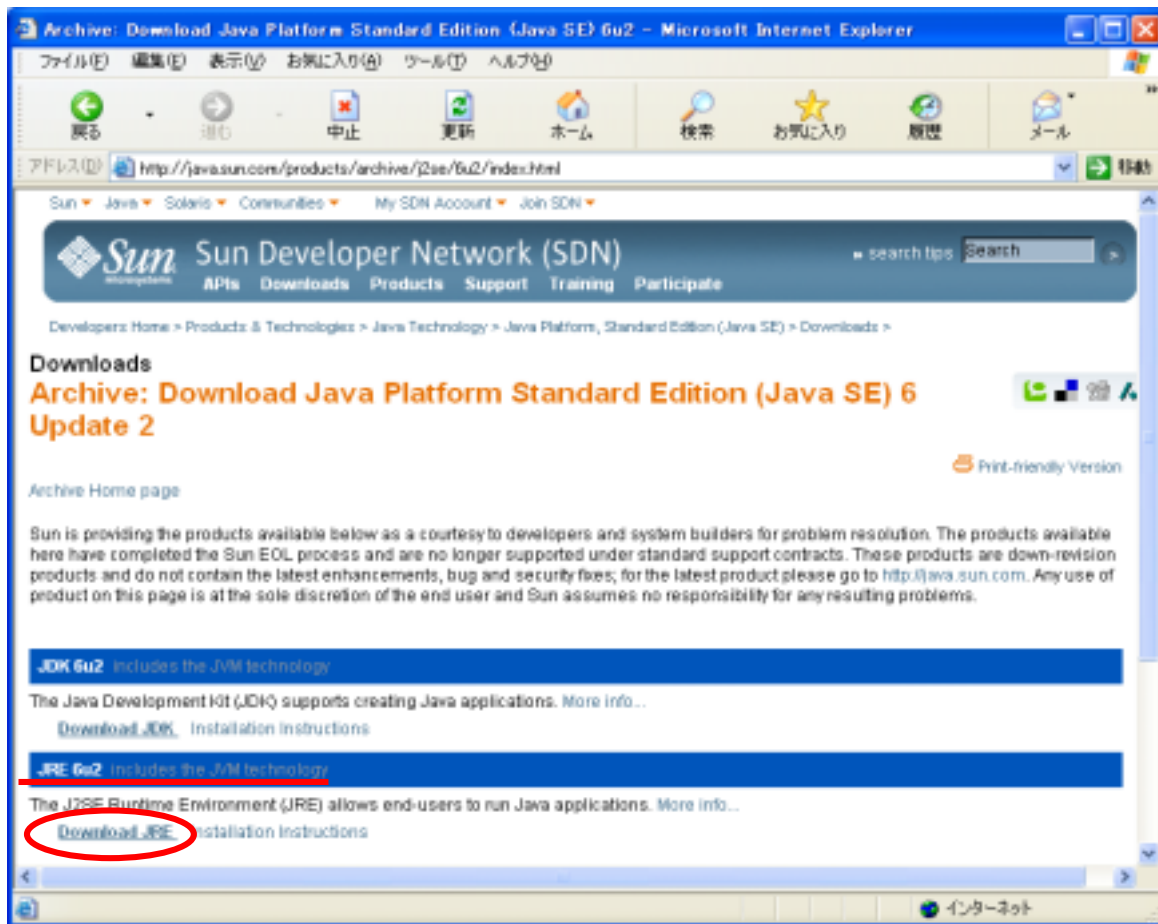 Archive: Download Java Platform Standard Edition (Java SE) 6u2 - Microsoft Internet Explorer
ファイル(F) 編集(E) 表示(V) お気に入り(A) ツール(T) ヘルプ(H)
戻る 進む 中止 更新 ホーム 検索 お気に入り 履歴 メール
アドレス(D) http://java.sun.com/products/archive/j2se/6u2/index.html 移動
Sun Java Solaris Communities My SDN Account Join SDN
Sun microsystems Sun Developer Network (SDN) » search tips Search
APIs Downloads Products Support Training Participate
Developers Home > Products & Technologies > Java Technology > Java Platform, Standard Edition (Java SE) > Downloads >
Downloads
Archive: Download Java Platform Standard Edition (Java SE) 6
Update 2
Print-friendly Version
Archive Home page
Sun is providing the products available below as a courtesy to developers and system builders for problem resolution. The products available
here have completed the Sun EOL process and are no longer supported under standard support contracts. These products are down-revision
products and do not contain the latest enhancements, bug and security fixes; for the latest product please go to http://java.sun.com. Any use of
product on this page is at the sole discretion of the end user and Sun assumes no responsibility for any resulting problems.
JDK 6u2 includes the JVM technology
The Java Development Kit (JDK) supports creating Java applications. More info...
Download JDK Installation Instructions
JRE 6u2 includes the JVM technology
The J2SE Runtime Environment (JRE) allows end-users to run Java applications. More info...
Download JRE Installation Instructions
インターネット